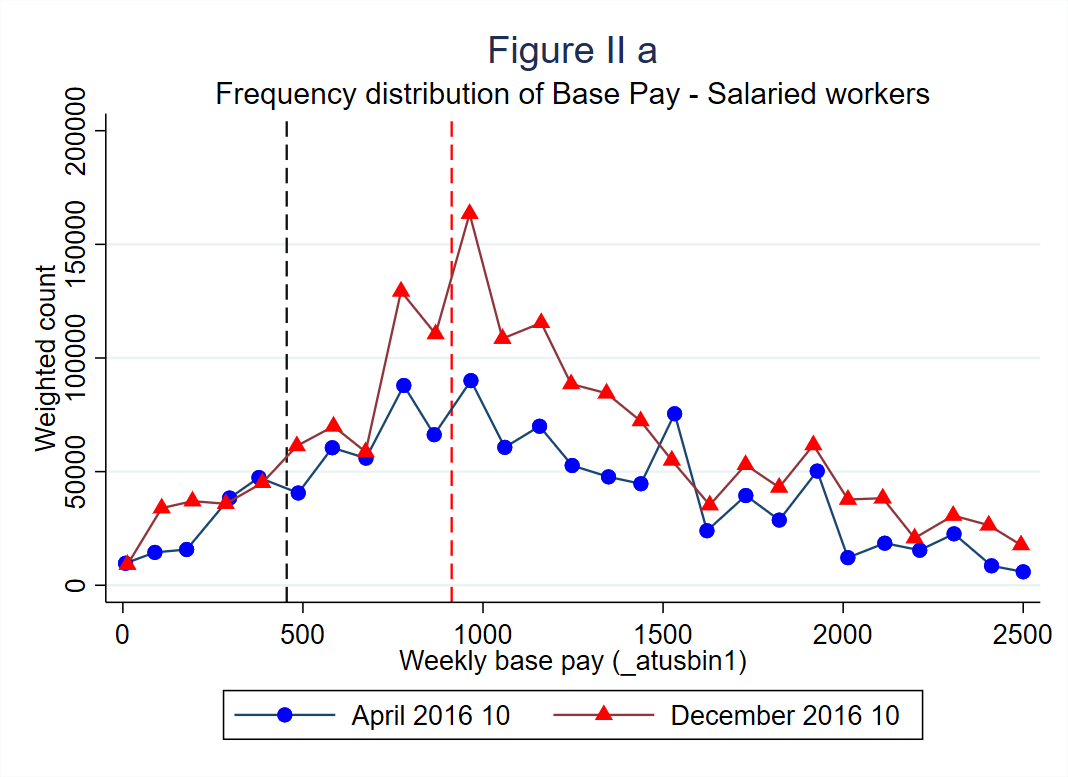 Figure II a
Frequency distribution of Base Pay - Salaried workers
Weighted count
200000
150000
100000
50000
0
0 500 1000 1500 2000 2500
Weekly base pay (_atusbin1)
April 2016 10 December 2016 10